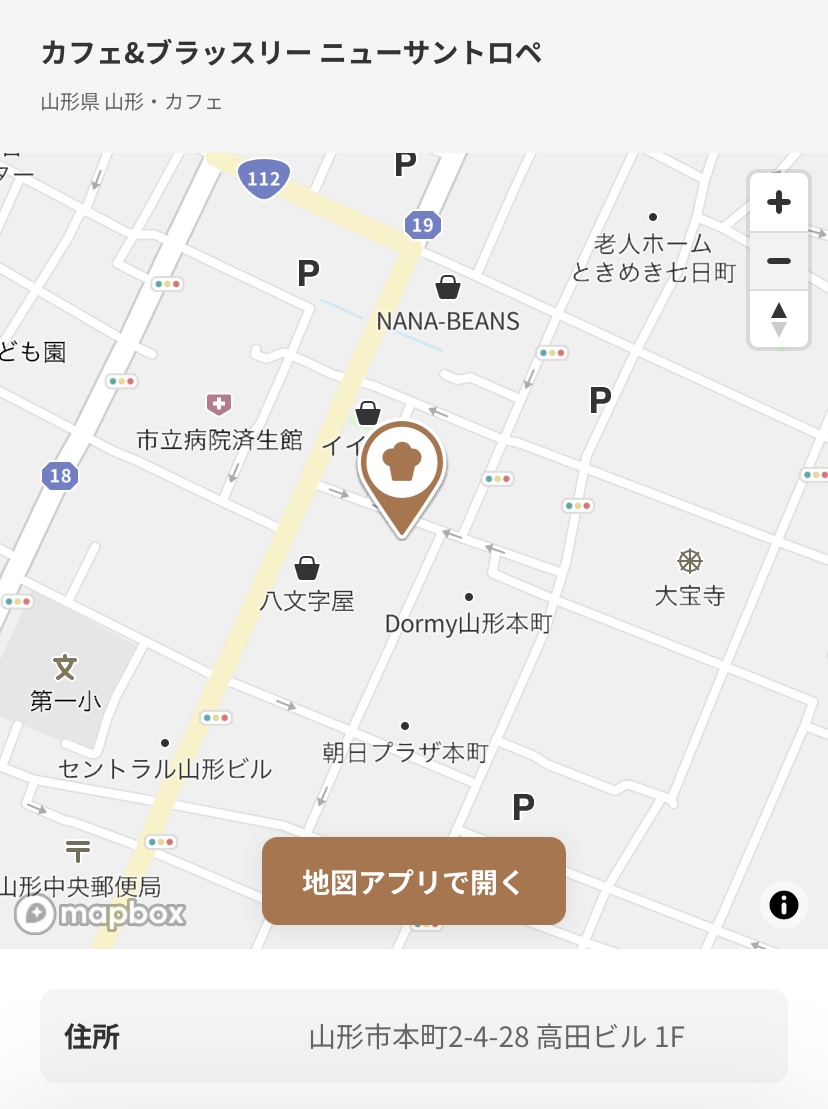 カフェ&ブラッスリー ニューサントロペ
山形県 山形・カフェ
ター
112
P
19
老人ホーム
ときめき七日町
P
NANA-BEANS
ども園
P
市立病院済生館
イイ
18
八文字屋
大宝寺
Dormy山形本町
文
第一小
朝日プラザ本町
セントラル山形ビル
P
山形中央郵便局
地図アプリで開く
mapbox
住所
山形市本町2-4-28 高田ビル 1F